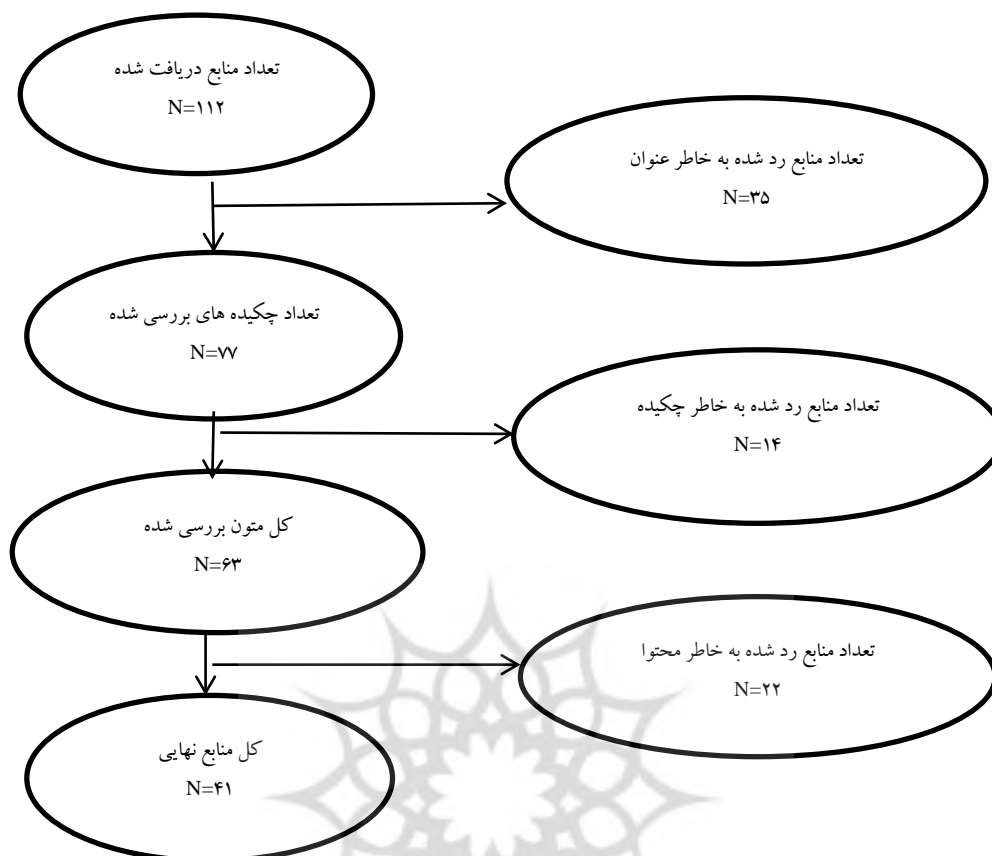 تعداد منابع دریافت شده
N=۱۱۲
تعداد منابع رد شده به خاطر عنوان
N=۳۵
تعداد چکیده های بررسی شده
N=۷۷
تعداد منابع رد شده به خاطر چکیده
N=۱۴
کل متون بررسی شده
N=۶۳
تعداد منابع رد شده به خاطر محتوا
N=۲۲
کل منابع نهایی
N=۴۱